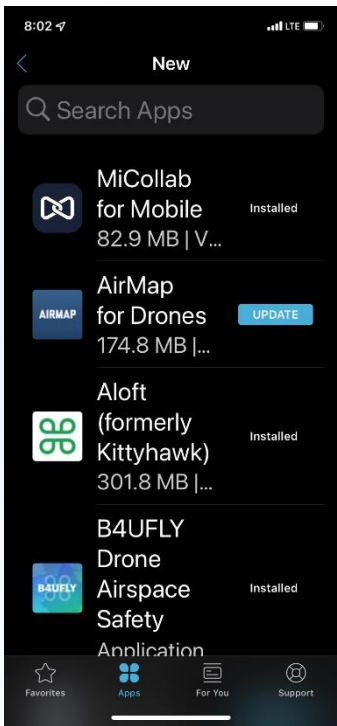 8:02
LTE
New
Search Apps
MiCollab
for Mobile
82.9 MB | V...
Installed
AIRMAP
AirMap
for Drones
174.8 MB |...
UPDATE
Aloft
(formerly
Kittyhawk)
301.8 MB |...
Installed
B4UFLY
B4UFLY
Drone
Airspace
Safety
Application
Installed
Favorites
Apps
For You
Support